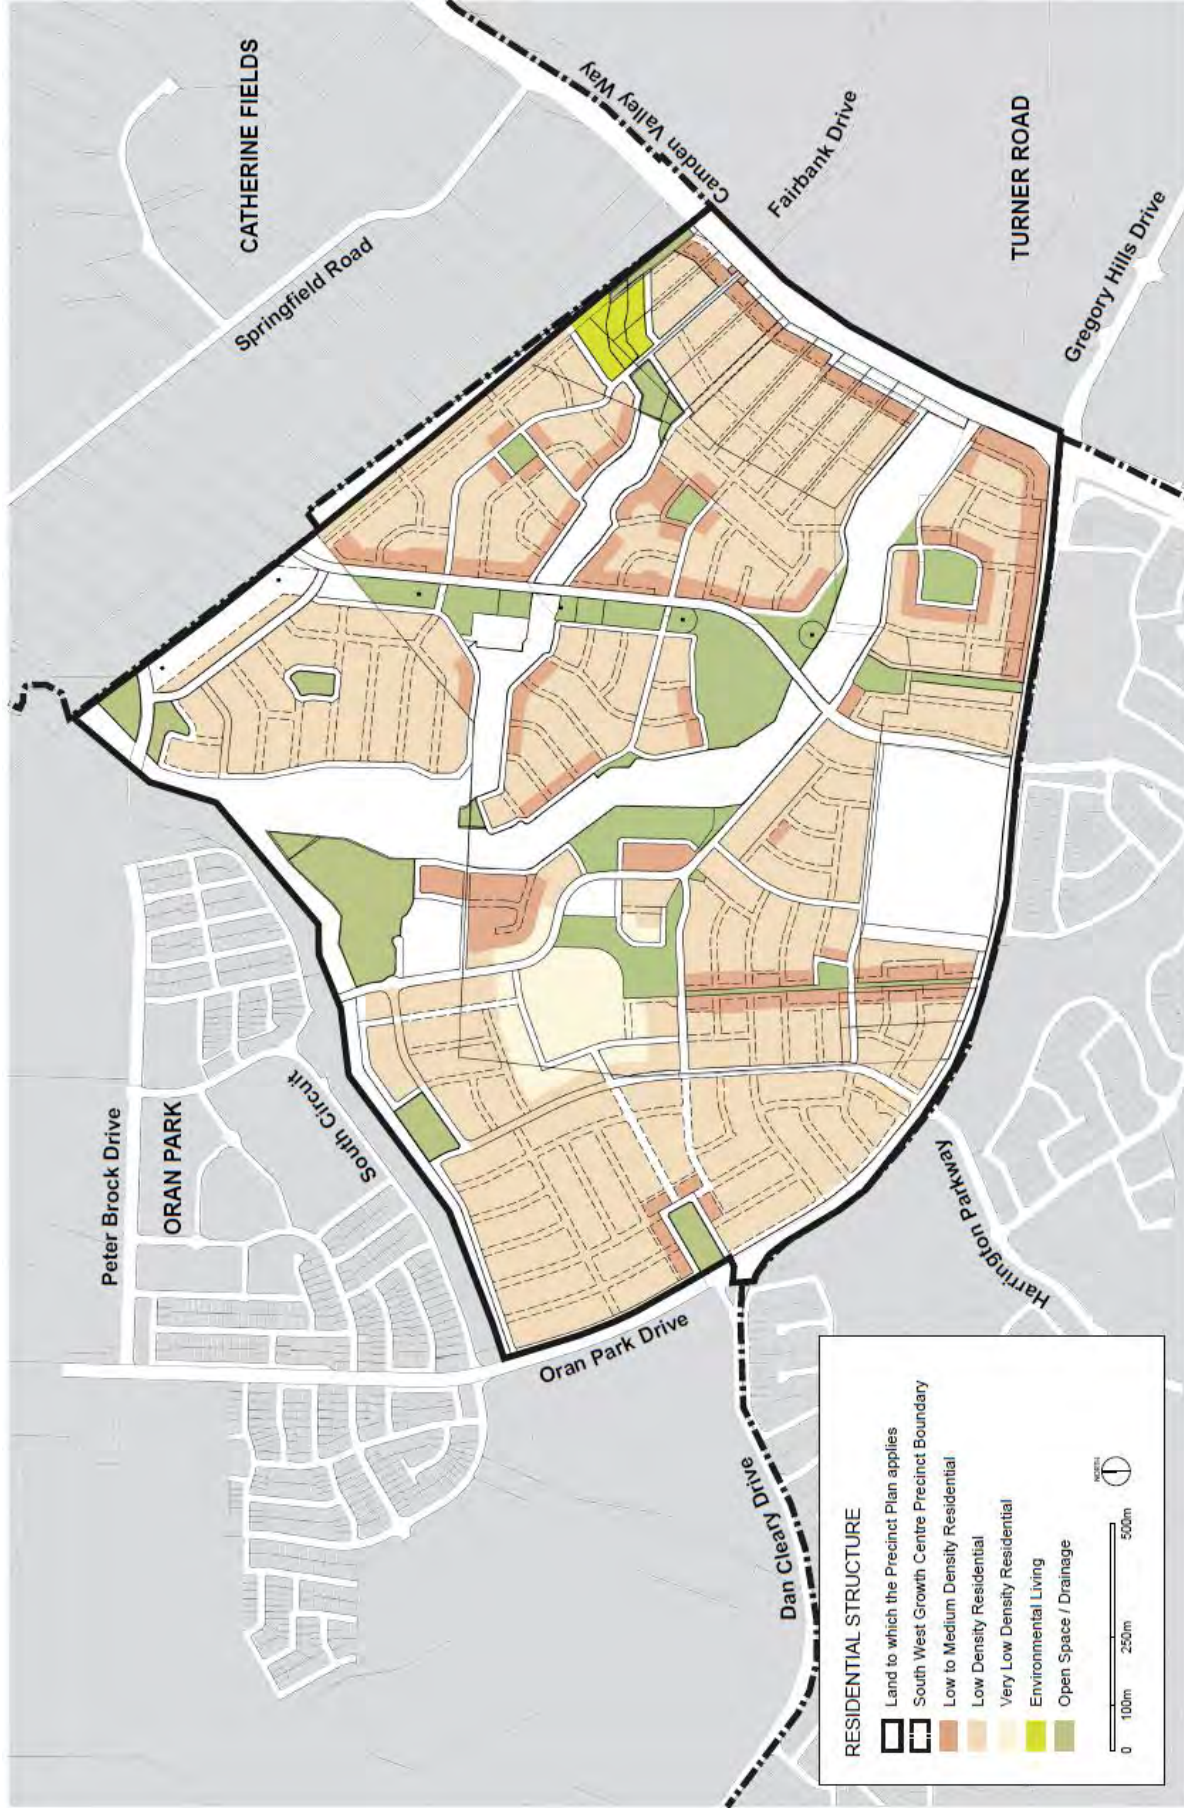 CATHERINE FIELDS
Springfield Road
Camden Valley Way
Fairbank Drive
TURNER ROAD
Gregory Hills Drive
Peter Brock Drive
ORAN PARK
South Circuit
Oran Park Drive
Harrington Parkway
Dan Cleary Drive
RESIDENTIAL STRUCTURE
Land to which the Precinct Plan applies
South West Growth Centre Precinct Boundary
Low to Medium Density Residential
Low Density Residential
Very Low Density Residential
Environmental Living
Open Space / Drainage
0 100m 250m 500m
NORTH